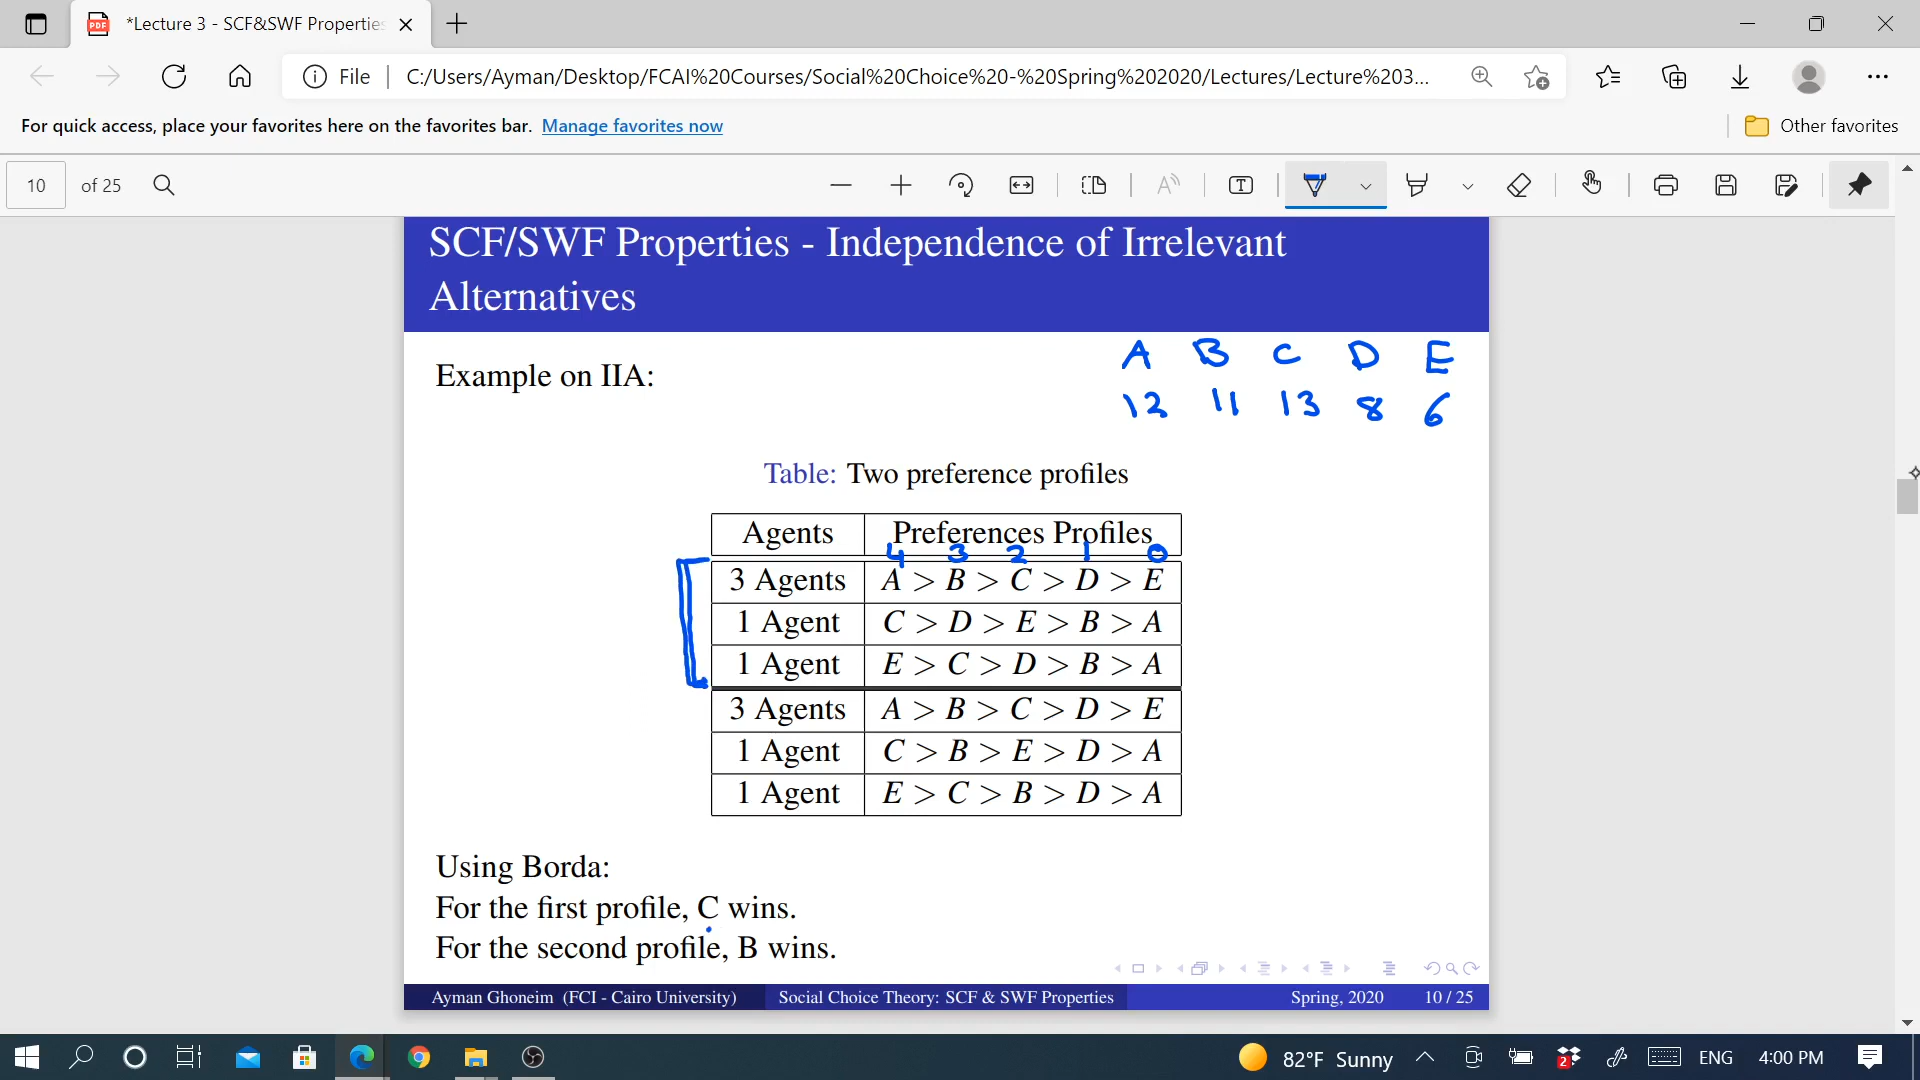 *Lecture 3 - SCF&SWF Properties
File
C:/Users/Ayman/Desktop/FCAI%20Courses/Social%20Choice%20-%20Spring%202020/Lectures/Lecture%203...
For quick access, place your favorites here on the favorites bar. Manage favorites now
Other favorites
10 of 25
SCF/SWF Properties - Independence of Irrelevant
Alternatives
A B C D E
Example on IIA:
12 11 13 8 6
Table: Two preference profiles
Agents Preferences Profiles
4 3 2 1 0
3 Agents A > B > C > D > E
1 Agent C > D > E > B > A
1 Agent E > C > D > B > A
3 Agents A > B > C > D > E
1 Agent C > B > E > D > A
1 Agent E > C > B > D > A
Using Borda:
For the first profile, C wins.
For the second profile, B wins.
Ayman Ghoneim (FCI - Cairo University) Social Choice Theory: SCF & SWF Properties Spring, 2020 10 / 25
82°F Sunny 2 ENG 4:00 PM